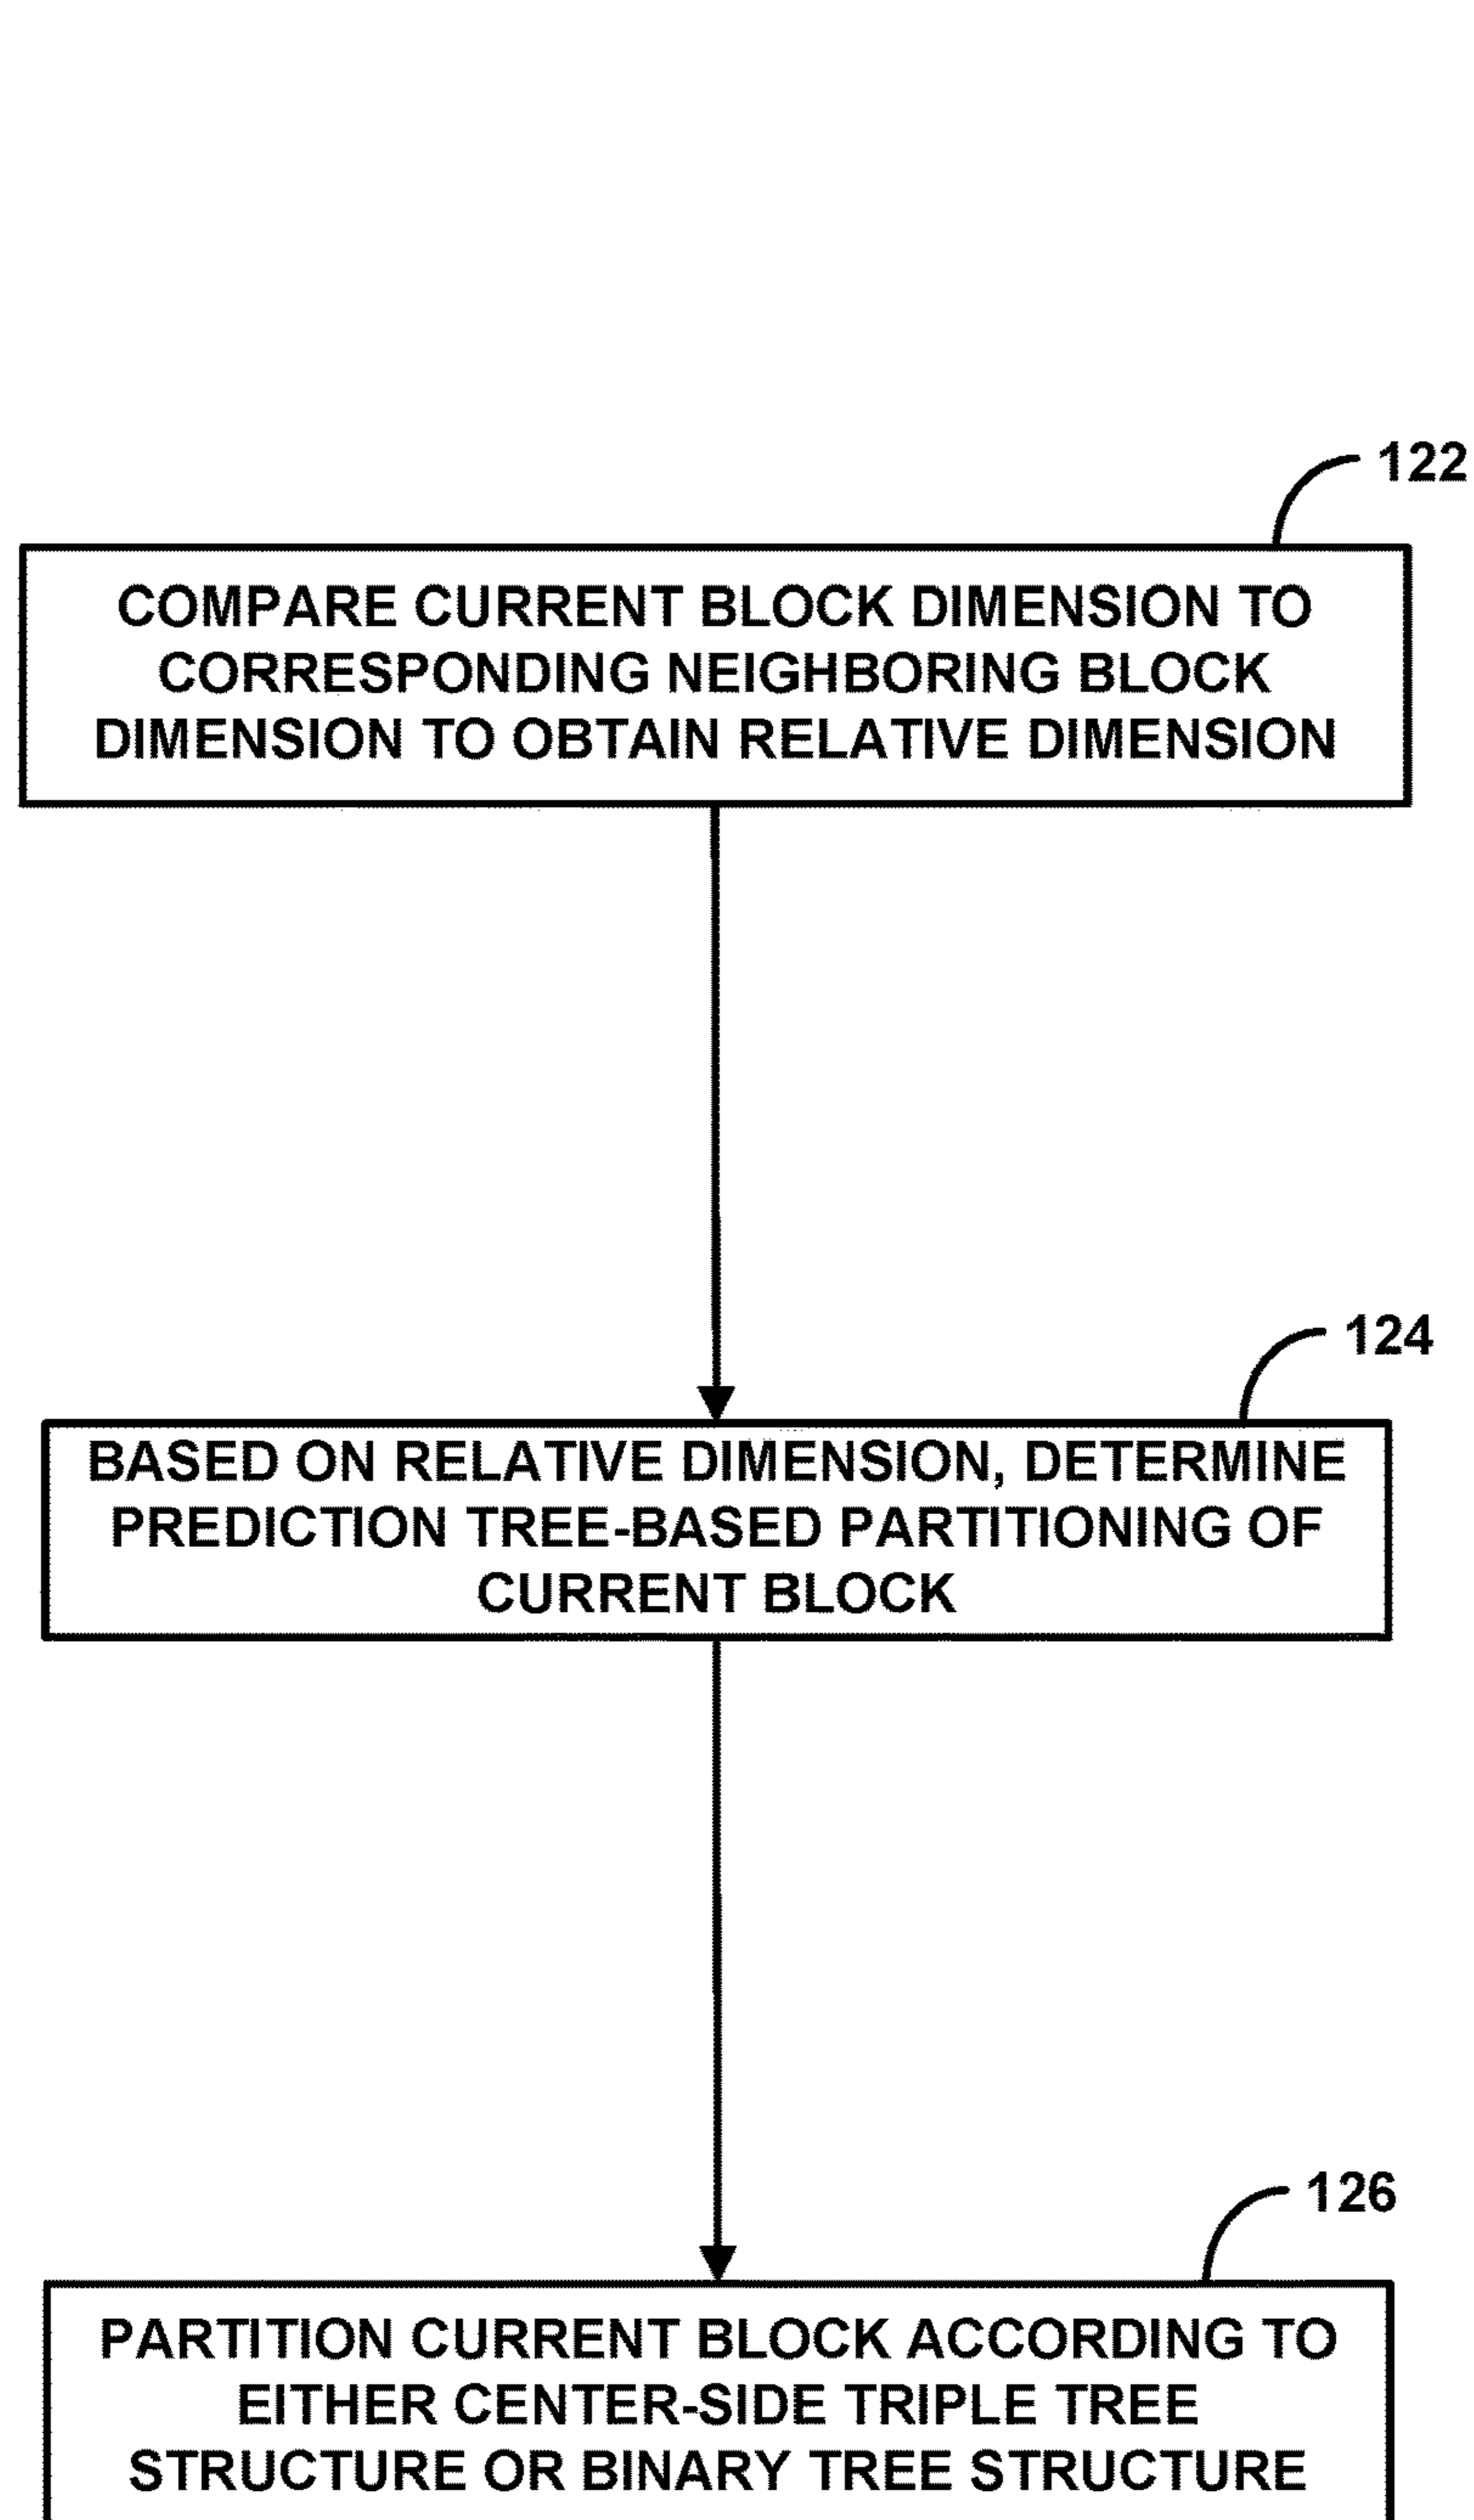 122
COMPARE CURRENT BLOCK DIMENSION TO
CORRESPONDING NEIGHBORING BLOCK
DIMENSION TO OBTAIN RELATIVE DIMENSION
124
BASED ON RELATIVE DIMENSION, DETERMINE
PREDICTION TREE-BASED PARTITIONING OF
CURRENT BLOCK
126
PARTITION CURRENT BLOCK ACCORDING TO
EITHER CENTER-SIDE TRIPLE TREE
STRUCTURE OR BINARY TREE STRUCTURE